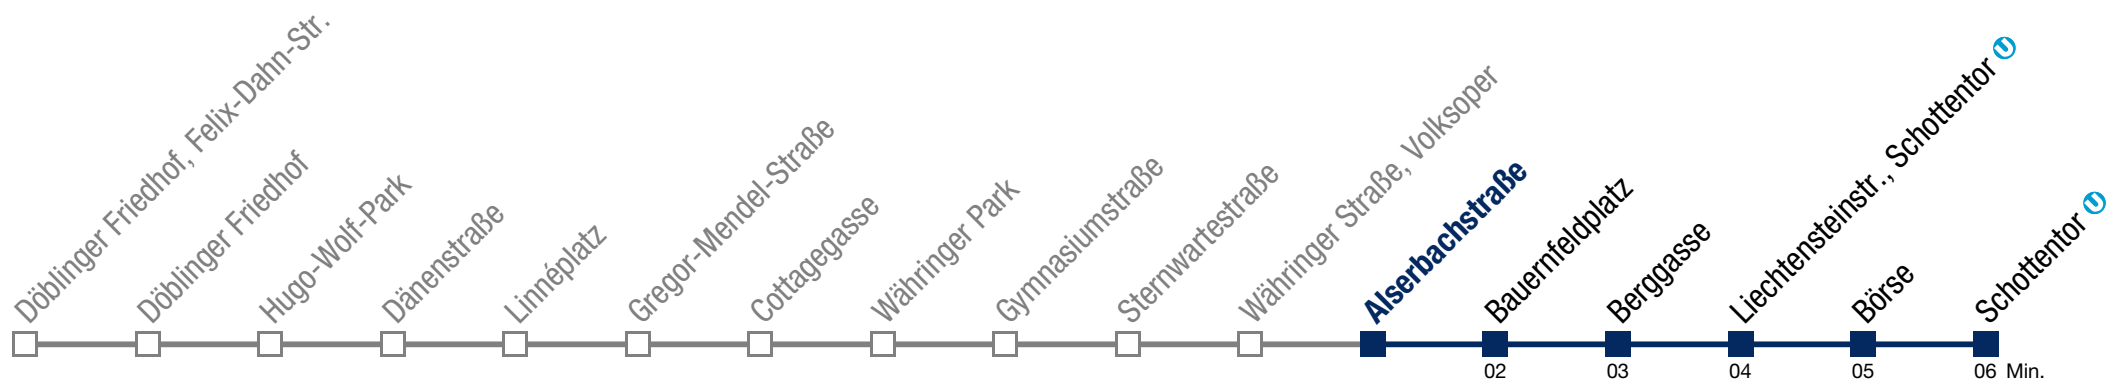 Döblinger Friedhof, Felix-Dahn-Str.
Döblinger Friedhof
Hugo-Wolf-Park
Dänenstraße
Linnéplatz
Gregor-Mendel-Straße
Cottagegasse
Währinger Park
Gymnasiumstraße
Sternwartestraße
Währinger Straße, Volksoper
Alserbachstraße
Bauernfeldplatz
Berggasse
Liechtensteinstr., Schottentor U
Börse
Schottentor U
02 03 04 05 06 Min.